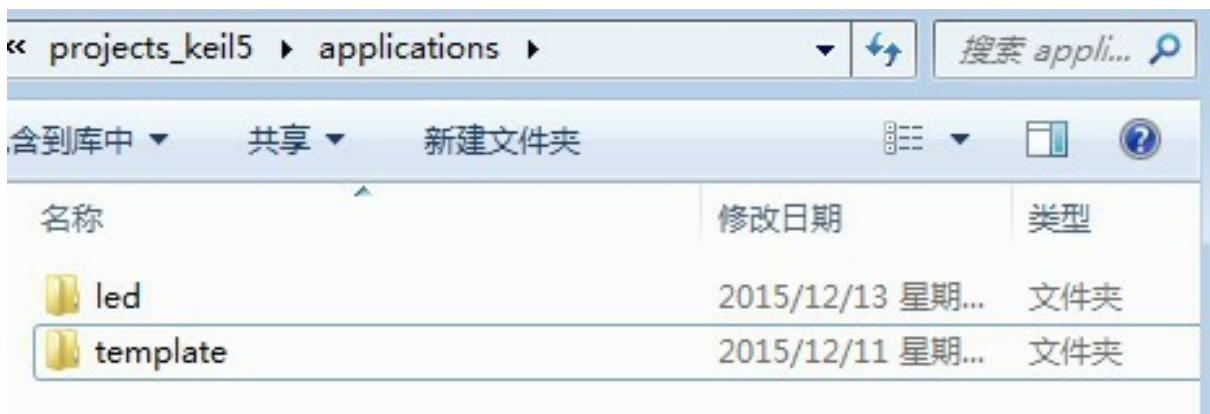 « projects_keil5 ▸ applications ▸ 搜索 appli...
含到库中 共享 新建文件夹
名称 修改日期 类型
led 2015/12/13 星期... 文件夹
template 2015/12/11 星期... 文件夹